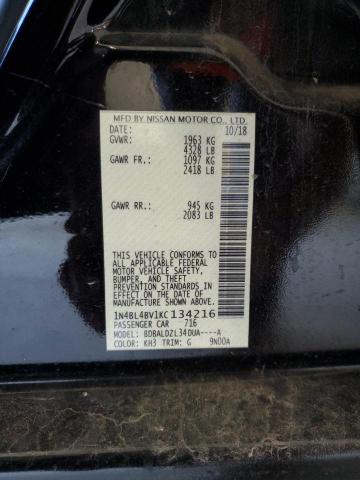 MFD BY NISSAN MOTOR CO., LTD.
DATE: 10/18
GVWR: 1963 KG
4328 LB
GAWR FR: 1097 KG
2418 LB
GAWR RR: 945 KG
2083 LB
THIS VEHICLE CONFORMS TO
ALL APPLICABLE FEDERAL
MOTOR VEHICLE SAFETY,
BUMPER, AND THEFT
PREVENTION STANDARDS
IN EFFECT ON THE DATE OF
MANUFACTURE SHOWN ABOVE.
1N4BL4BV1KC134216
PASSENGER CAR 716
MODEL: BDBALDZL34DUA----A
COLOR: KH3 TRIM: G 9N00A